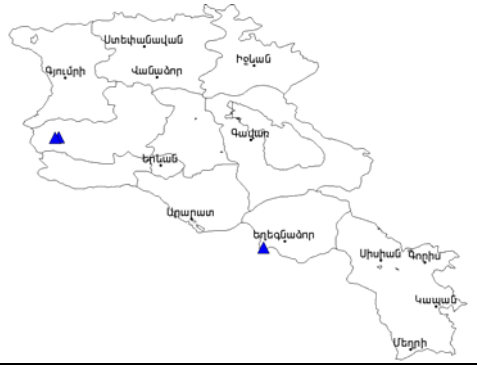 Ստեփանավան
Իջևան
Գյումրի
Վանաձոր
Գավառ
Երևան
Արարատ
Եղեգնաձոր
Սիսիան
Գորիս
Կապան
Մեղրի